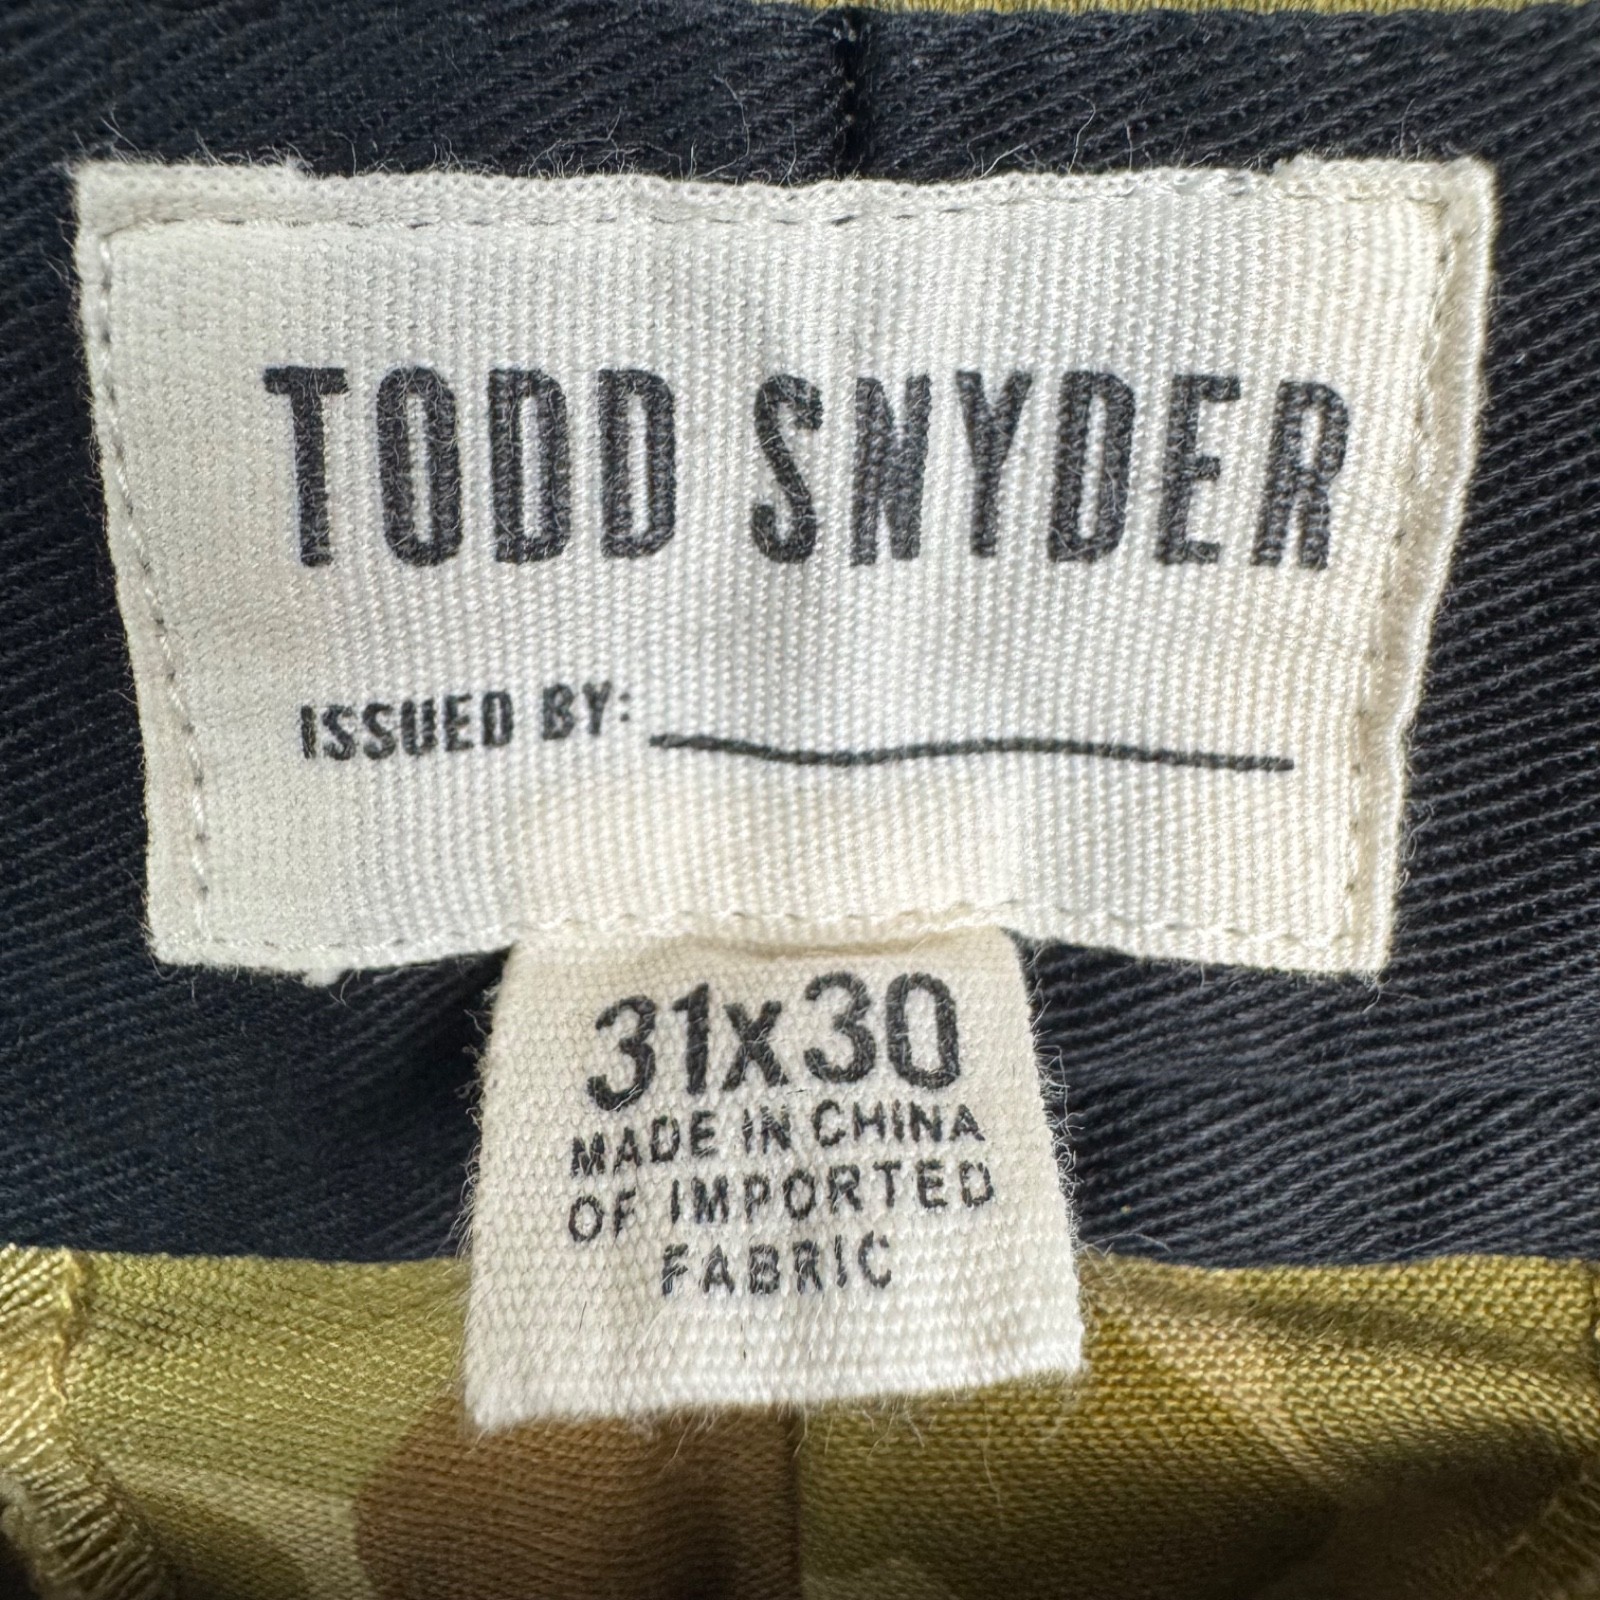 TODD SNYDER
ISSUED BY:
31x30
MADE IN CHINA
OF IMPORTED
FABRIC